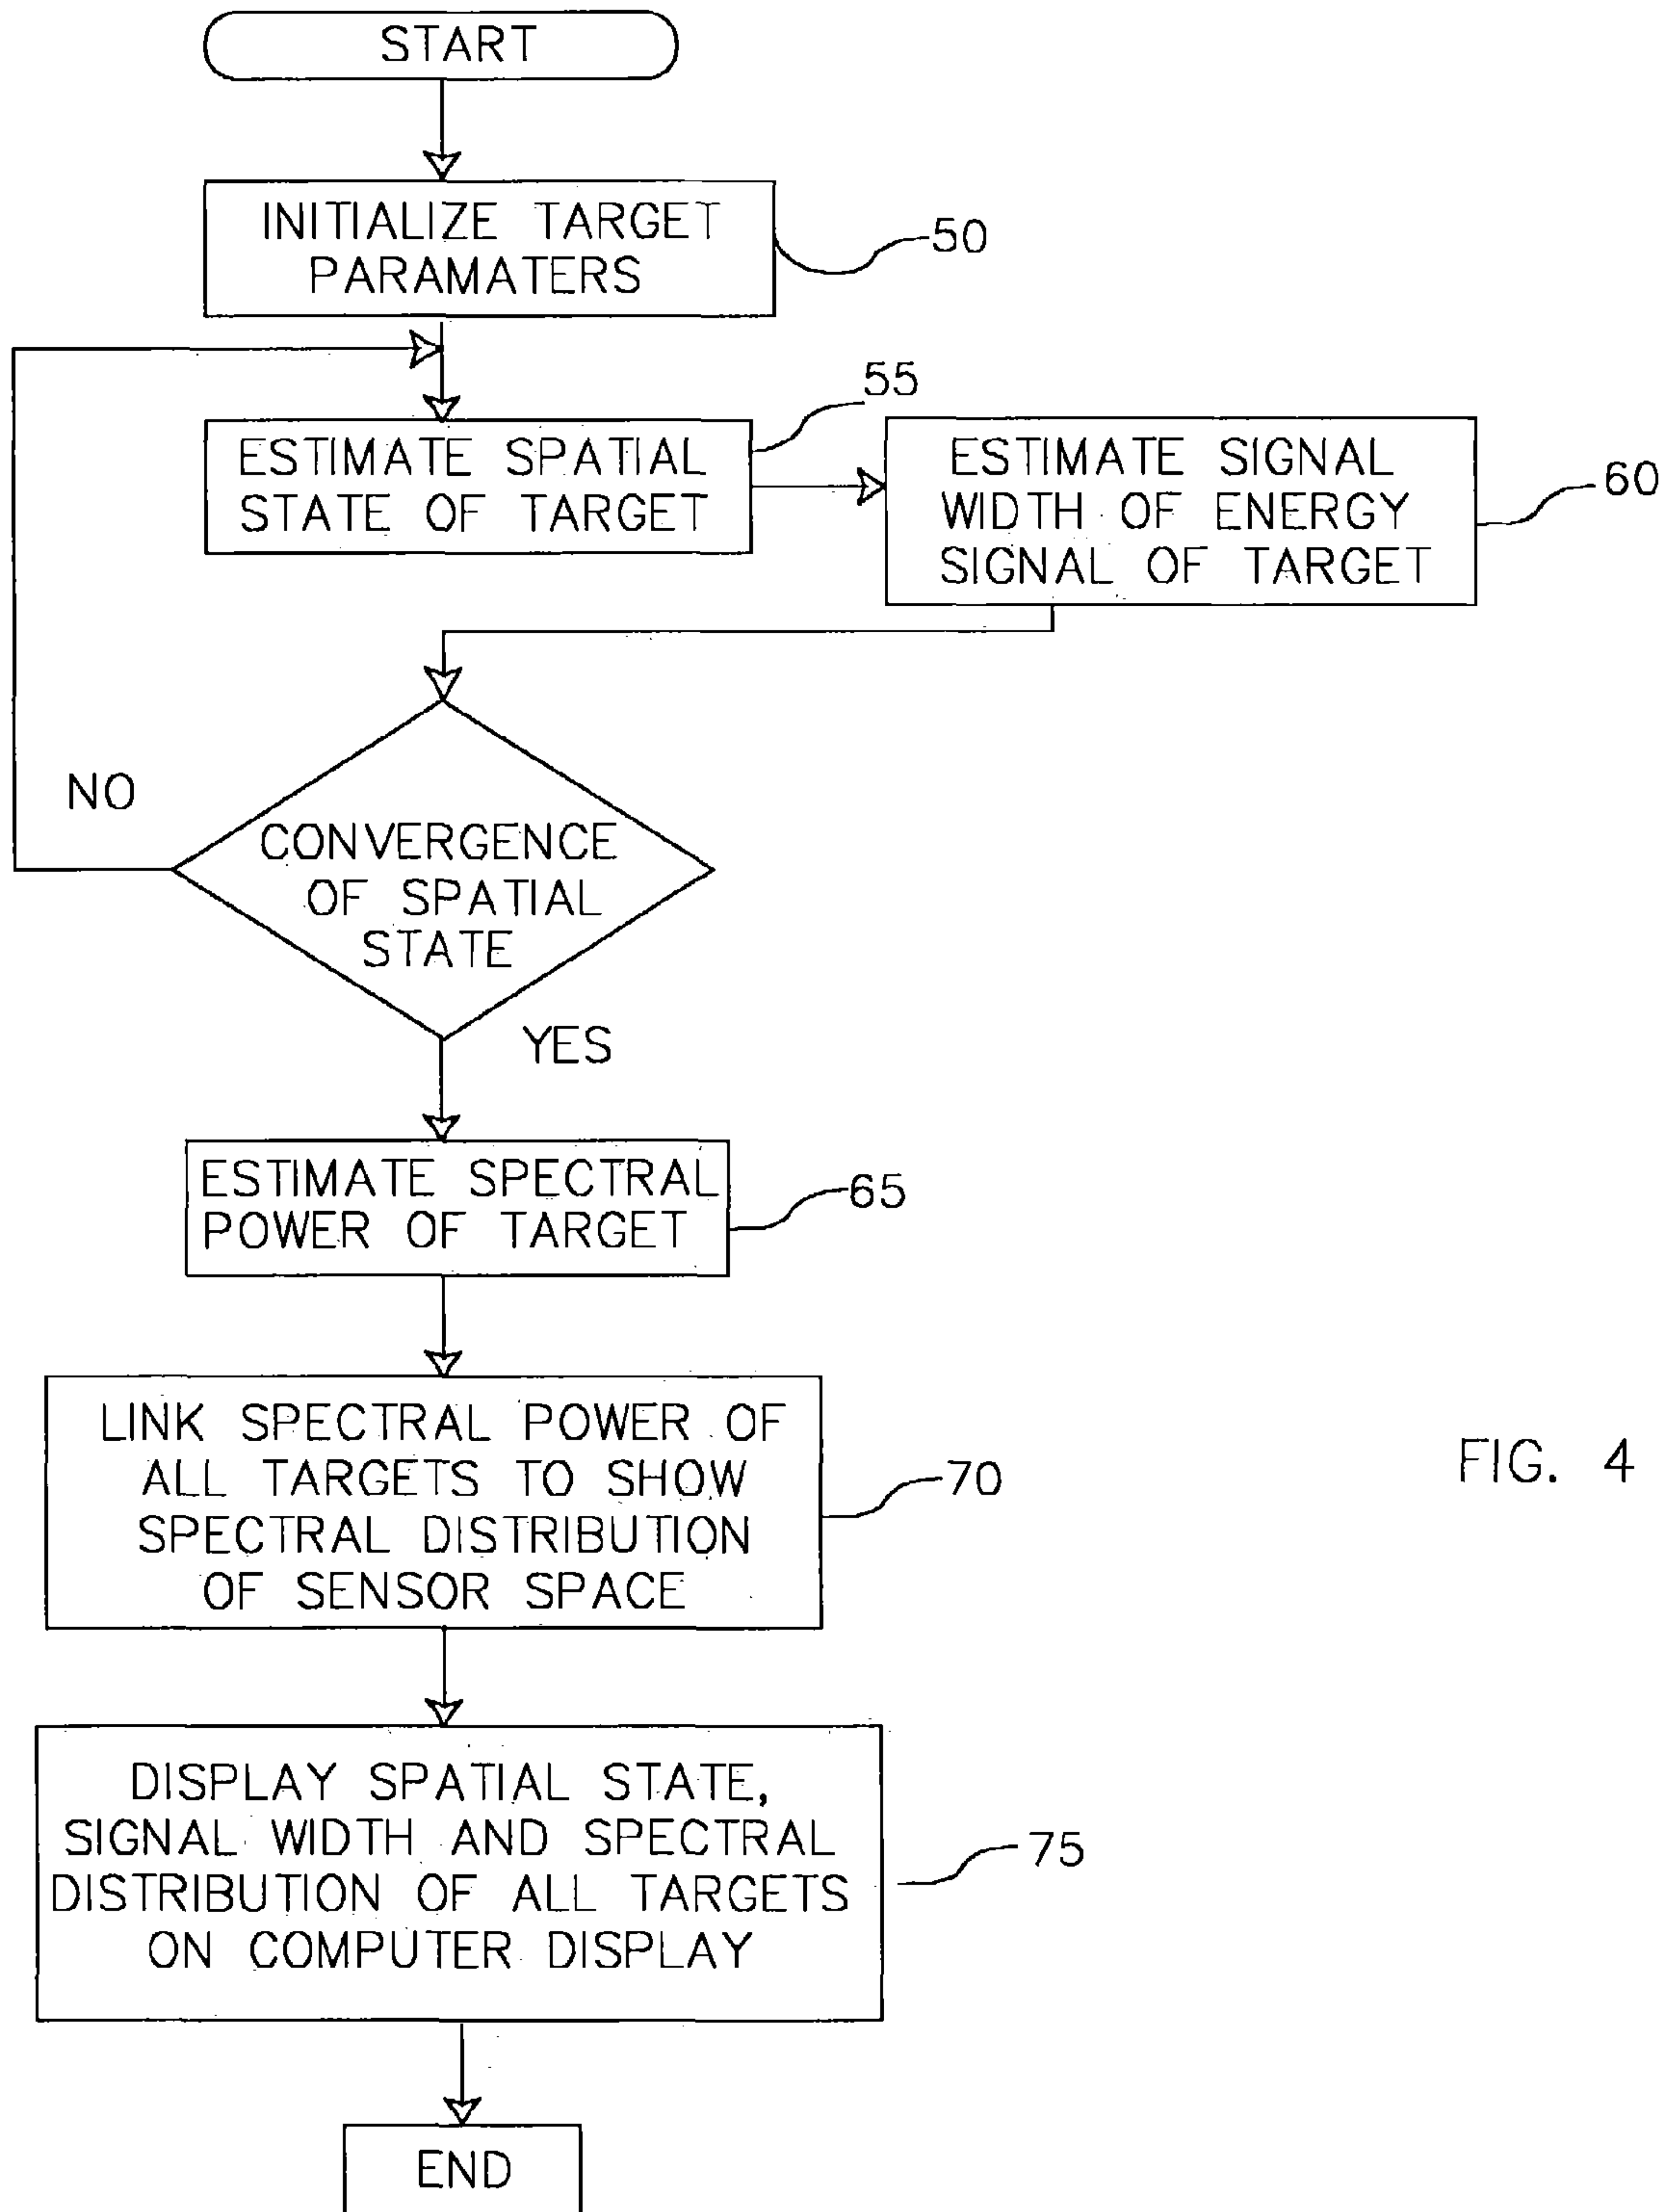 START
INITIALIZE TARGET
PARAMATERS
50
55
ESTIMATE SPATIAL
STATE OF TARGET
ESTIMATE SIGNAL
WIDTH OF ENERGY
SIGNAL OF TARGET
60
NO
CONVERGENCE
OF SPATIAL
STATE
YES
ESTIMATE SPECTRAL
POWER OF TARGET
65
LINK SPECTRAL POWER OF
ALL TARGETS TO SHOW
SPECTRAL DISTRIBUTION
OF SENSOR SPACE
70
FIG. 4
DISPLAY SPATIAL STATE,
SIGNAL WIDTH AND SPECTRAL
DISTRIBUTION OF ALL TARGETS
ON COMPUTER DISPLAY
75
END